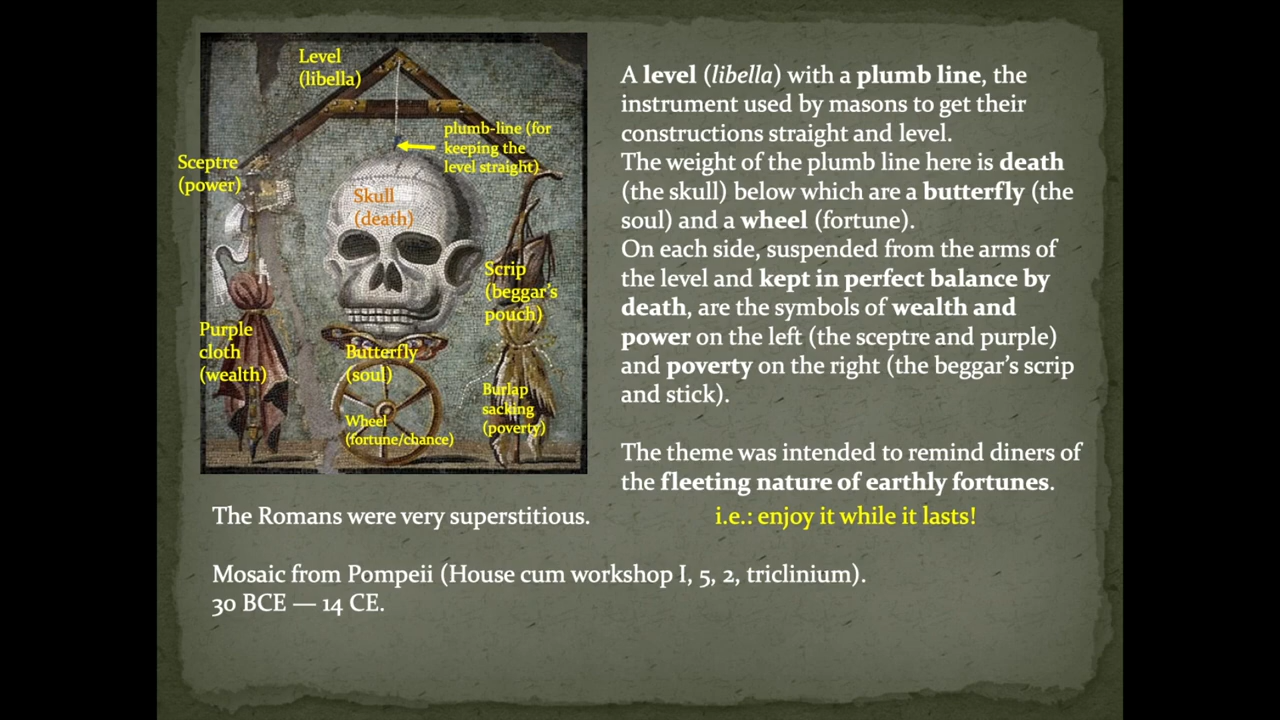 Level
(libella)
plumb-line (for
keeping the
level straight)
Sceptre
(power)
Skull
(death)
Scrip
(beggar's
pouch)
Purple
cloth
(wealth)
Butterfly
(soul)
Burlap
sacking
(poverty)
Wheel
(fortune/chance)
A level (libella) with a plumb line, the
instrument used by masons to get their
constructions straight and level.
The weight of the plumb line here is death
(the skull) below which are a butterfly (the
soul) and a wheel (fortune).
On each side, suspended from the arms of
the level and kept in perfect balance by
death, are the symbols of wealth and
power on the left (the sceptre and purple)
and poverty on the right (the beggar's scrip
and stick).
The theme was intended to remind diners of
the fleeting nature of earthly fortunes.
The Romans were very superstitious.
i.e.: enjoy it while it lasts!
Mosaic from Pompeii (House cum workshop I, 5, 2, triclinium).
30 BCE — 14 CE.